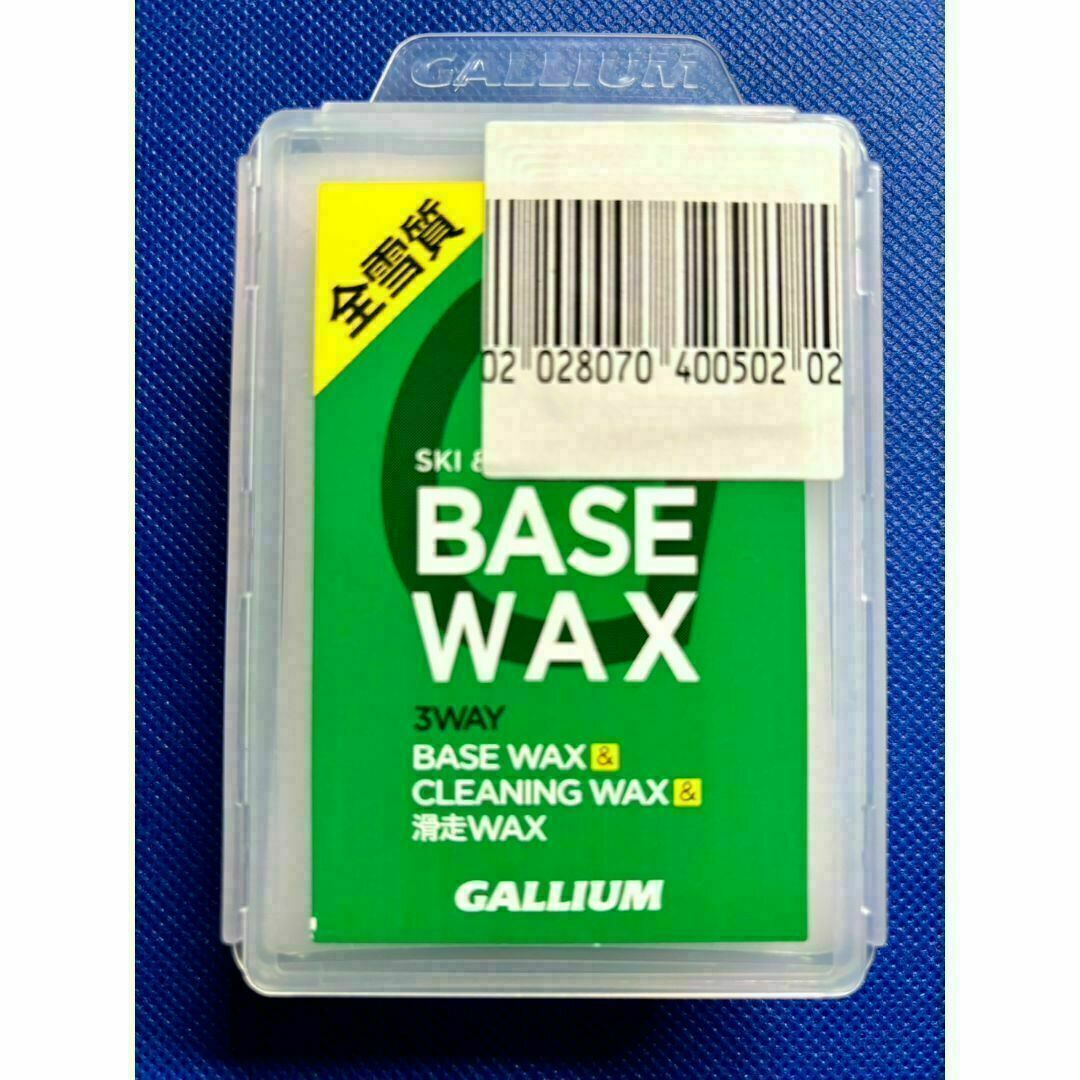 GALLIUM
全雪質
02 028070 400502 02
SKI &
BASE
WAX
3WAY
BASE WAX &
CLEANING WAX &
滑走WAX
GALLIUM